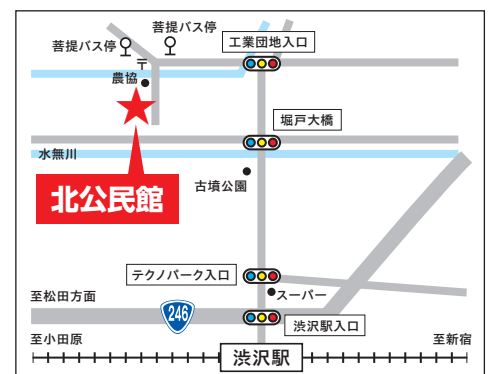 菩提バス停
菩提バス停
〒
農協
工業団地入口
堀戸大橋
水無川
北公民館
古墳公園
テクノパーク入口
スーパー
至松田方面
246
渋沢駅入口
至小田原
渋沢駅
至新宿